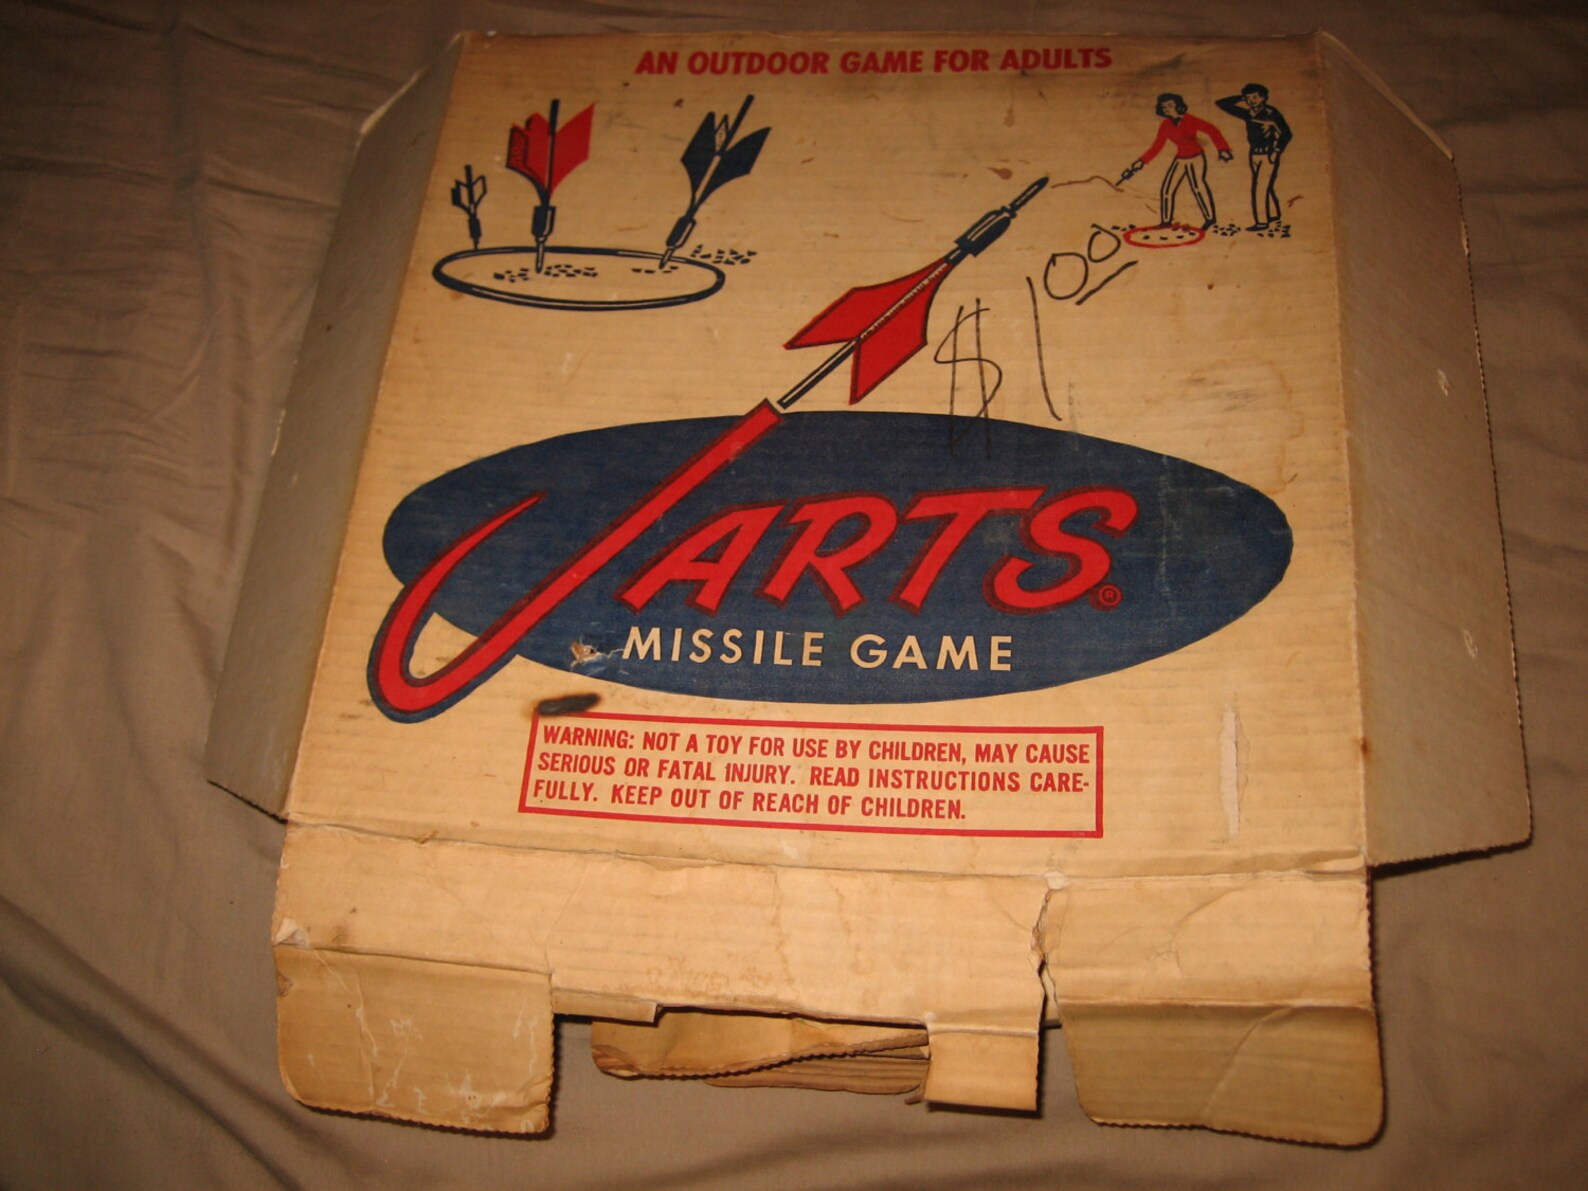 AN OUTDOOR GAME FOR ADULTS
$1 00
JARTS®
MISSILE GAME
WARNING: NOT A TOY FOR USE BY CHILDREN, MAY CAUSE
SERIOUS OR FATAL INJURY. READ INSTRUCTIONS CARE-
FULLY. KEEP OUT OF REACH OF CHILDREN.